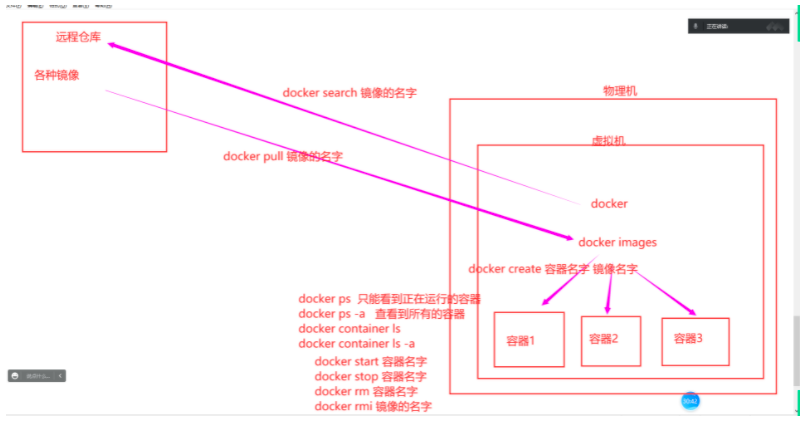 远程仓库
各种镜像
docker search 镜像的名字
docker pull 镜像的名字
物理机
虚拟机
docker
docker images
docker create 容器名字 镜像名字
docker ps 只能看到正在运行的容器
docker ps -a 查看到所有的容器
docker container ls
docker container ls -a
docker start 容器名字
docker stop 容器名字
docker rm 容器名字
docker rmi 镜像的名字
容器1
容器2
容器3